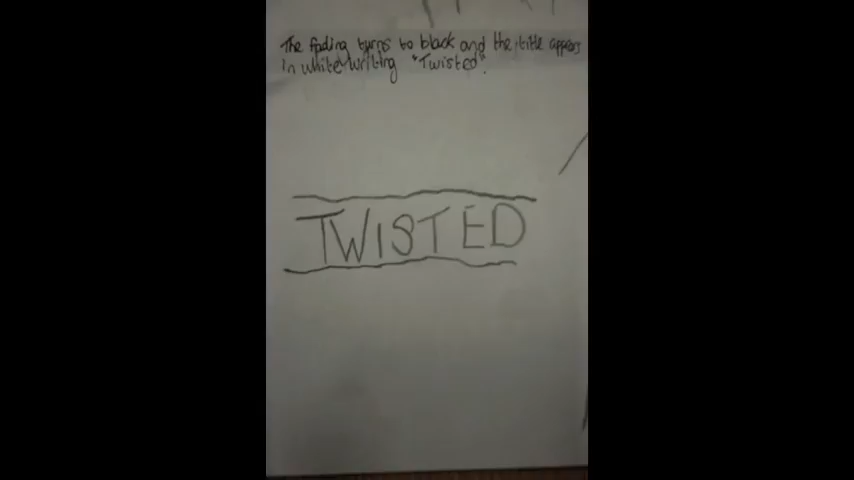 The fading turns to black and the title appears
in white writing "Twisted".
TWISTED